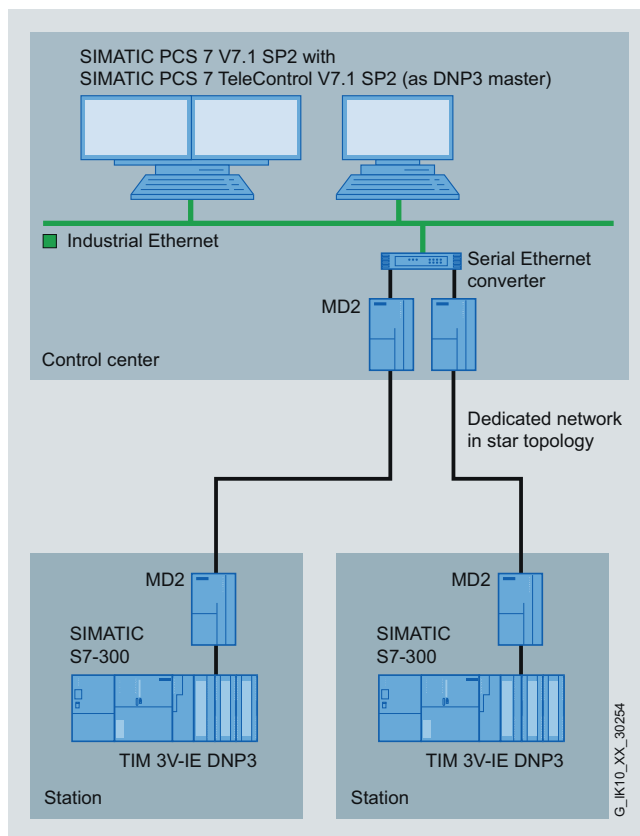 SIMATIC PCS 7 V7.1 SP2 with
SIMATIC PCS 7 TeleControl V7.1 SP2 (as DNP3 master)
Industrial Ethernet
Serial Ethernet
converter
MD2
Control center
Dedicated network
in star topology
MD2
SIMATIC
S7-300
TIM 3V-IE DNP3
Station
MD2
SIMATIC
S7-300
TIM 3V-IE DNP3
Station
G_IK10_XX_30254